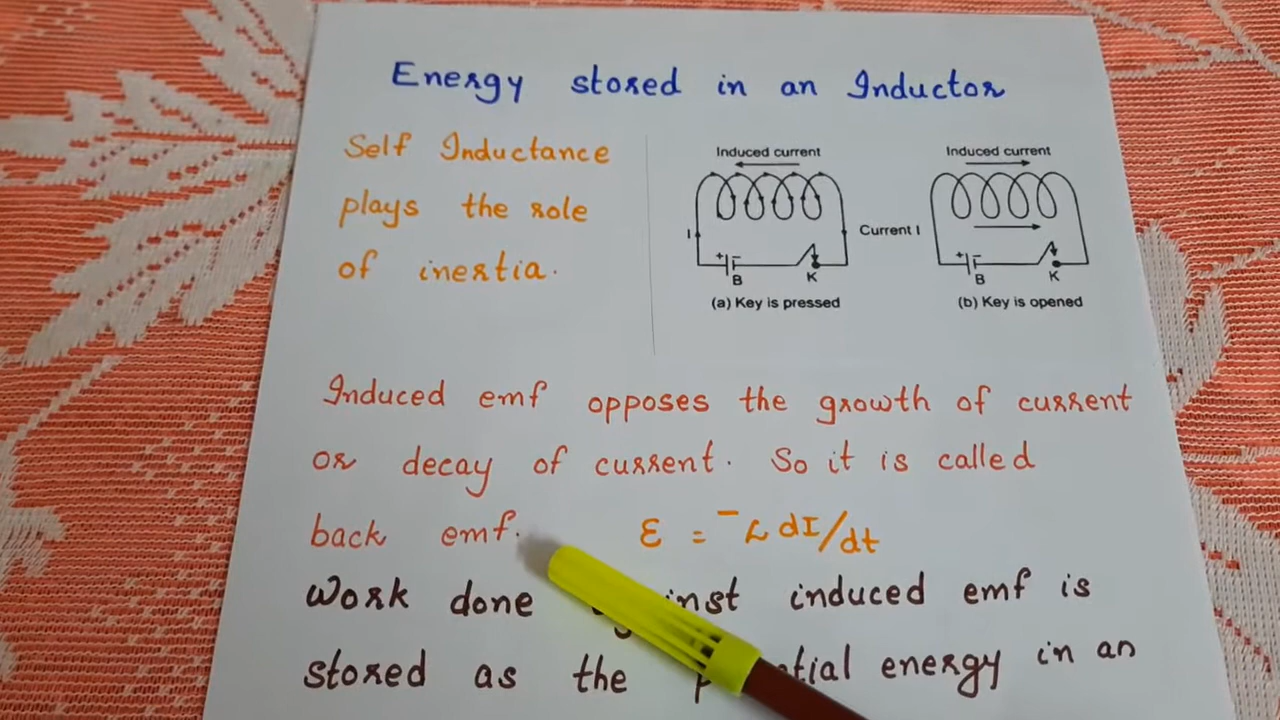 Energy stored in an Inductor
Self Inductance
plays the role
of inertia.
Induced current
I
+
B
K
(a) Key is pressed
Current I
Induced current
+
B
K
(b) Key is opened
Induced emf opposes the growth of current
or decay of current. So it is called
back emf. ε = -L dI/dt
Work done induced emf is
stored as the energy in an